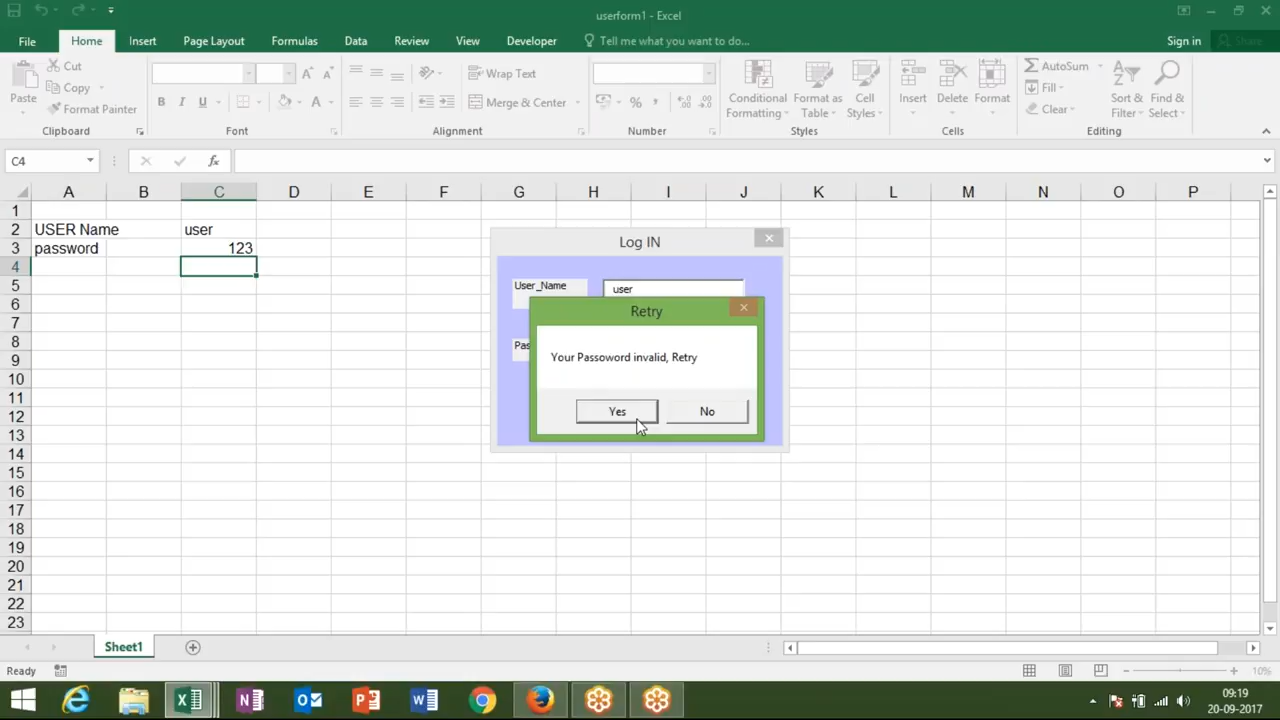 userform1 - Excel
File Home Insert Page Layout Formulas Data Review View Developer Tell me what you want to do... Sign in Share
Paste Cut Copy Format Painter
Clipboard
B I U A A A
Font
Wrap Text
Merge & Center
Alignment
%
Number
Conditional Formatting Format as Table Cell Styles
Styles
Insert Delete Format
Cells
AutoSum Fill Clear Sort & Filter Find & Select
Editing
C4 fx
A B C D E F G H I J K L M N O P
1
2 USER Name user
3 password 123
4
5
6
7
8
9
10
11
12
13
14
15
16
17
18
19
20
21
22
23
Log IN
User_Name user
Pas
Retry
Your Passoword invalid, Retry
Yes No
Sheet1
Ready 10%
09:19
20-09-2017